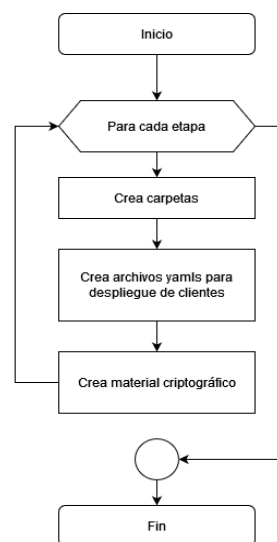 Inicio
Para cada etapa
Crea carpetas
Crea archivos yamls para
despliegue de clientes
Crea material criptográfico
Fin